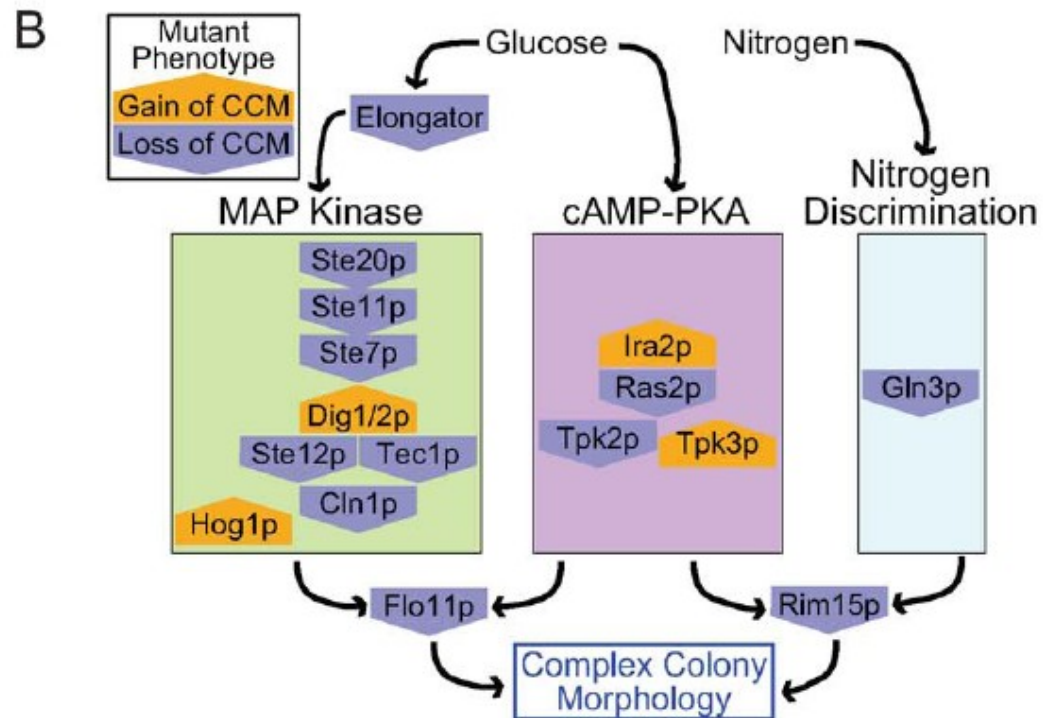 B
Mutant
Phenotype
Gain of CCM
Loss of CCM
Glucose
Nitrogen
Elongator
MAP Kinase
cAMP-PKA
Nitrogen
Discrimination
Ste20p
Ste11p
Ste7p
Dig1/2p
Ste12p
Tec1p
Cln1p
Hog1p
Ira2p
Ras2p
Tpk2p
Tpk3p
Gln3p
Flo11p
Rim15p
Complex Colony
Morphology